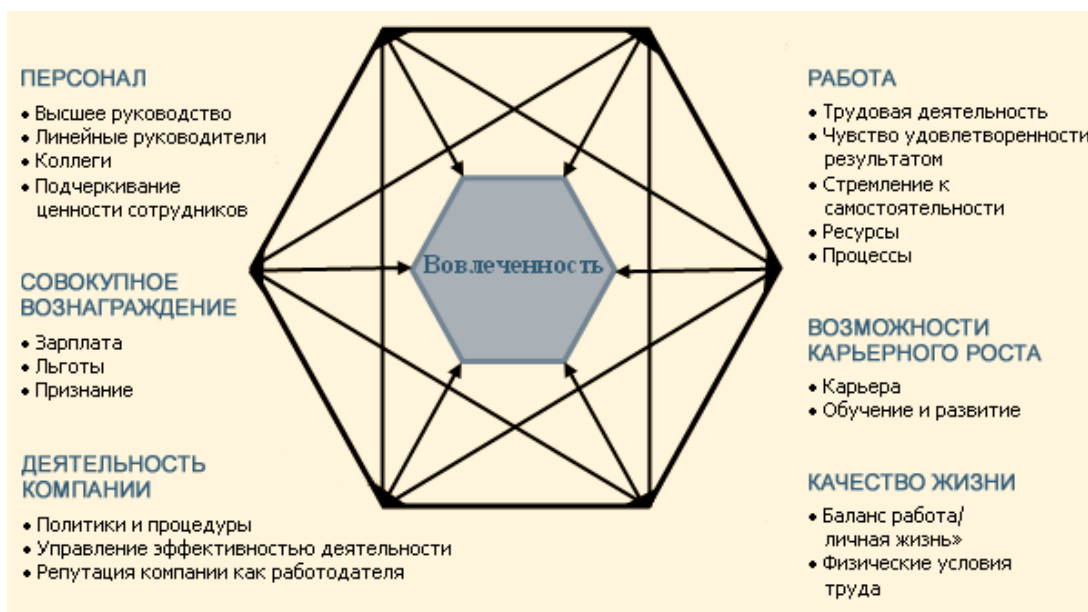 ПЕРСОНАЛ
• Высшее руководство
• Линейные руководители
• Коллеги
• Подчеркивание
ценности сотрудников
СОВОКУПНОЕ
ВОЗНАГРАЖДЕНИЕ
• Зарплата
• Льготы
• Признание
ДЕЯТЕЛЬНОСТЬ
КОМПАНИИ
• Политики и процедуры
• Управление эффективностью деятельности
• Репутация компании как работодателя
Вовлеченность
РАБОТА
• Трудовая деятельность
• Чувство удовлетворенности
результатом
• Стремление к
самостоятельности
• Ресурсы
• Процессы
ВОЗМОЖНОСТИ
КАРЬЕРНОГО РОСТА
• Карьера
• Обучение и развитие
КАЧЕСТВО ЖИЗНИ
• Баланс работа/
личная жизнь»
• Физические условия
труда